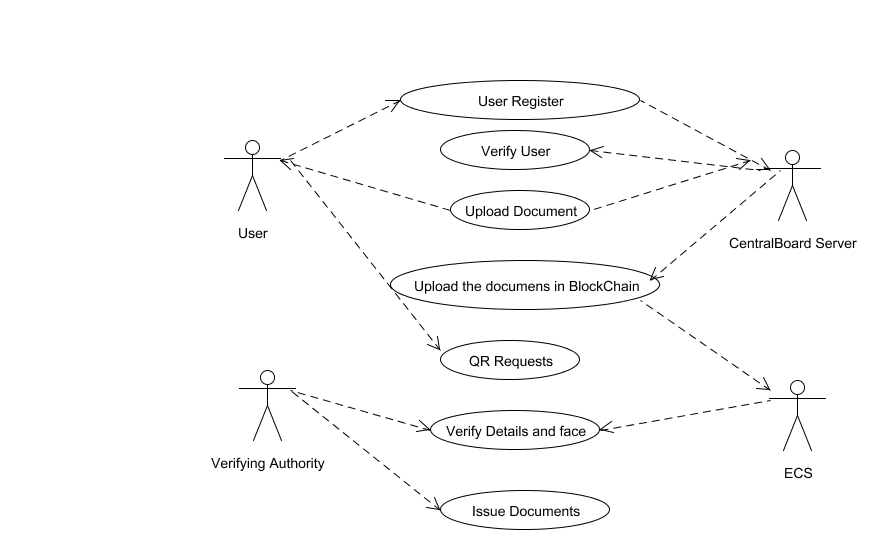 User Register
Verify User
Upload Document
User
CentralBoard Server
Upload the documens in BlockChain
QR Requests
Verify Details and face
Verifying Authority
ECS
Issue Documents